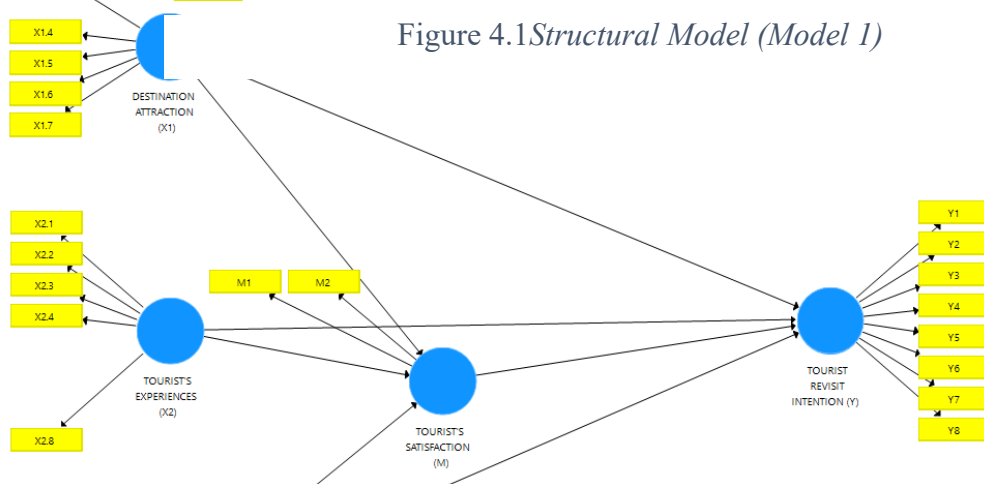 Figure 4.1Structural Model (Model 1)
X1.4
X1.5
X1.6
X1.7
DESTINATION
ATTRACTION
(X1)
X2.1
X2.2
X2.3
X2.4
X2.8
TOURIST'S
EXPERIENCES
(X2)
M1
M2
TOURIST'S
SATISFACTION
(M)
TOURIST
REVISIT
INTENTION (Y)
Y1
Y2
Y3
Y4
Y5
Y6
Y7
Y8